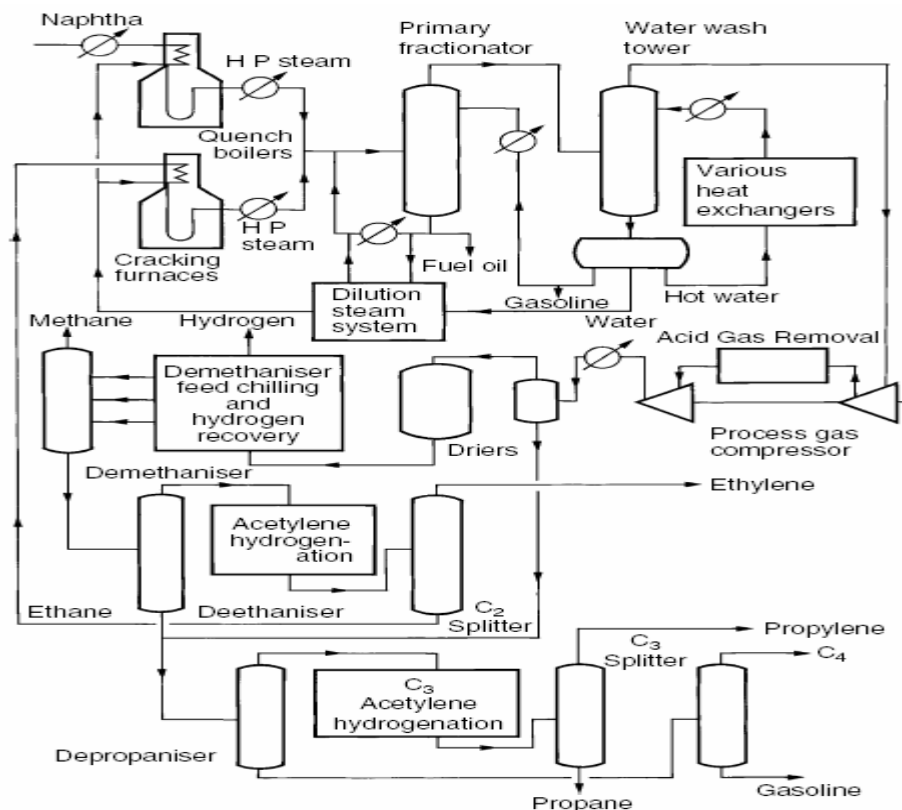 Naphtha
H P steam
Primary
fractionator
Water wash
tower
Quench
boilers
Various
heat
exchangers
H P
steam
Cracking
furnaces
Fuel oil
Dilution
steam
system
Gasoline
Hot water
Water
Methane
Hydrogen
Acid Gas Removal
Demethaniser
feed chilling
and
hydrogen
recovery
Driers
Process gas
compressor
Demethaniser
Ethylene
Acetylene
hydrogen-
ation
Ethane
Deethaniser
C2
Splitter
Propylene
C3
Splitter
C4
C3
Acetylene
hydrogenation
Depropaniser
Propane
Gasoline